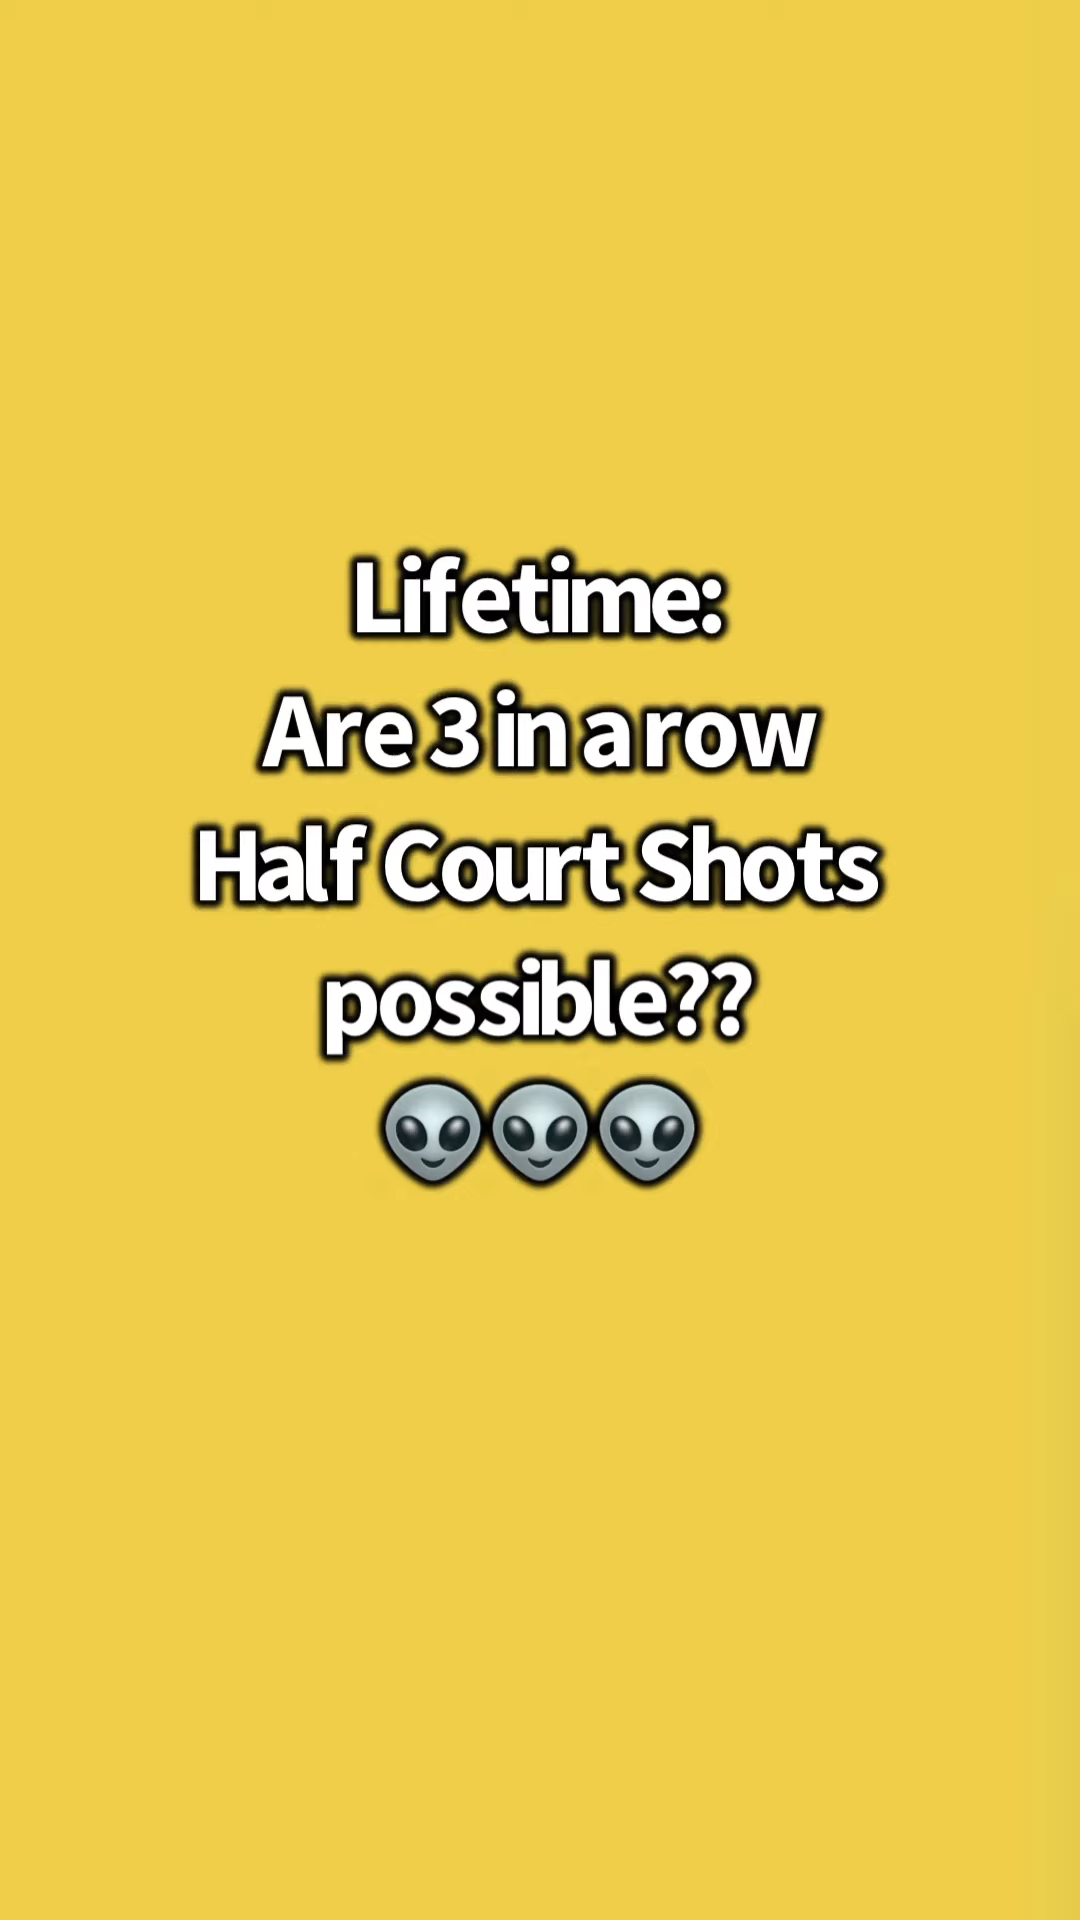 Lifetime:
Are 3 in a row
Half Court Shots
possible??
👽👽👽